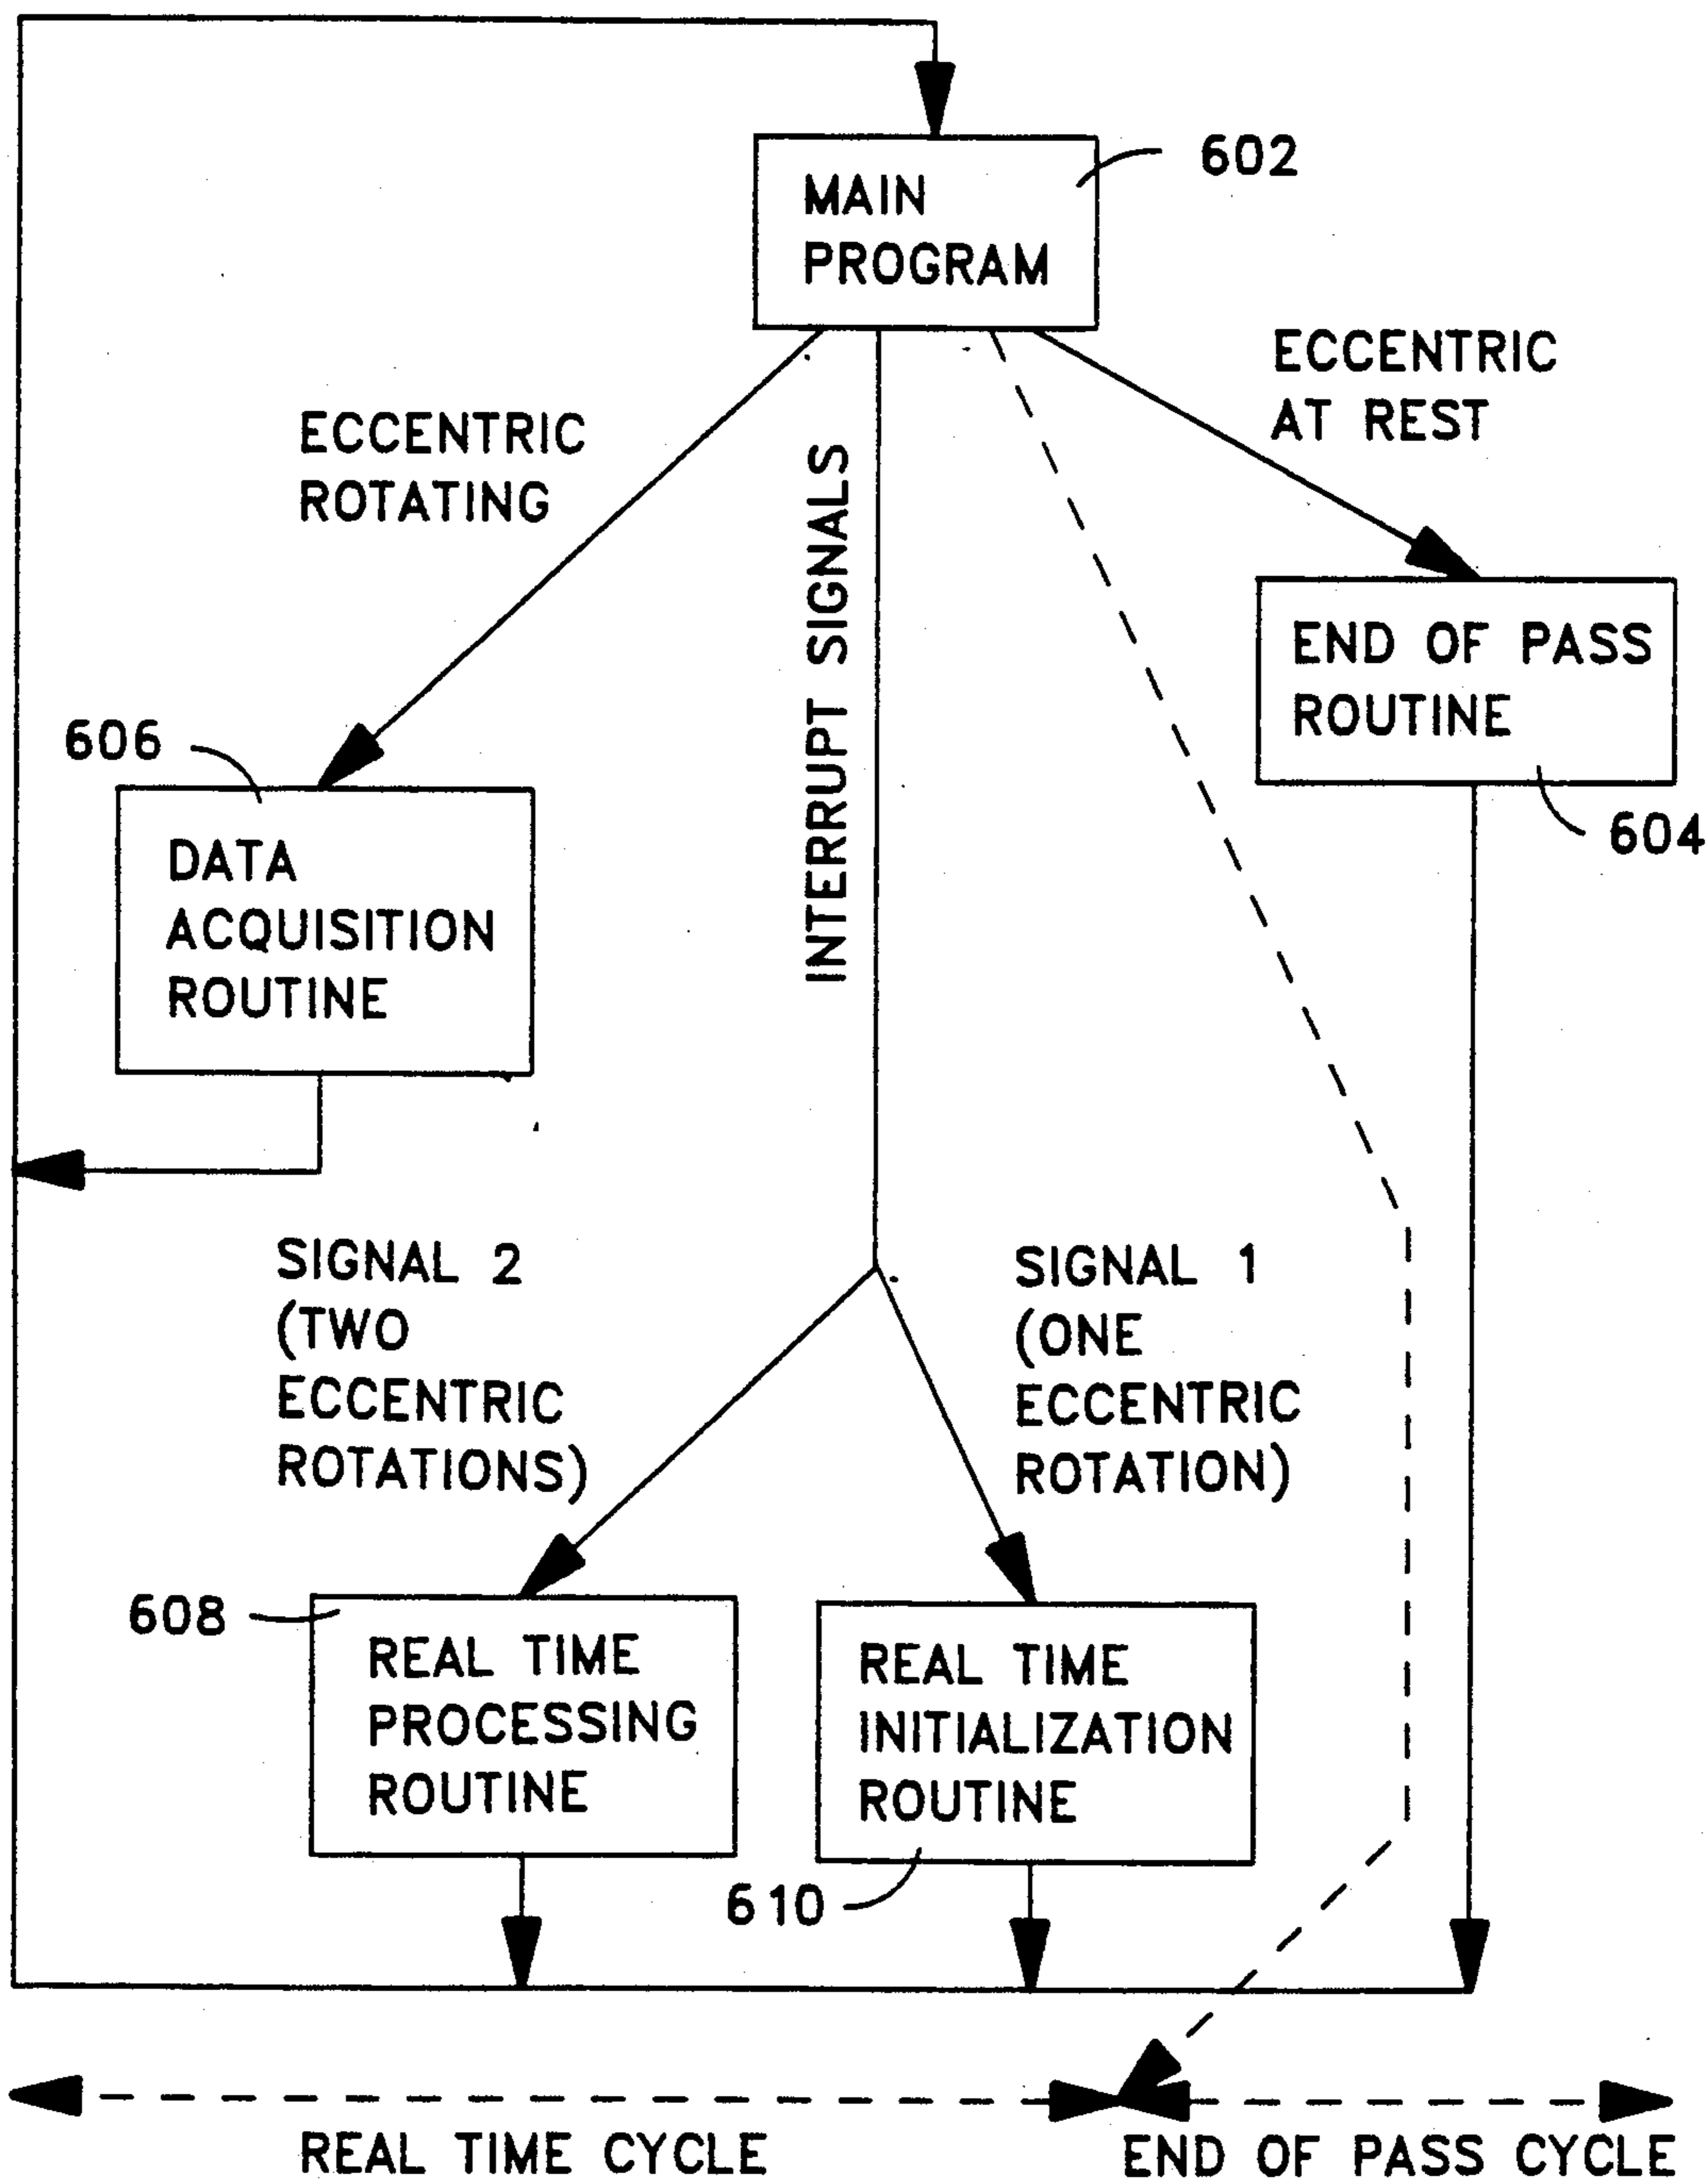 602
MAIN
PROGRAM
ECCENTRIC
AT REST
ECCENTRIC
ROTATING
INTERRUPT SIGNALS
END OF PASS
ROUTINE
604
606
DATA
ACQUISITION
ROUTINE
SIGNAL 2
(TWO
ECCENTRIC
ROTATIONS)
SIGNAL 1
(ONE
ECCENTRIC
ROTATION)
608
REAL TIME
PROCESSING
ROUTINE
REAL TIME
INITIALIZATION
ROUTINE
610
REAL TIME CYCLE
END OF PASS CYCLE